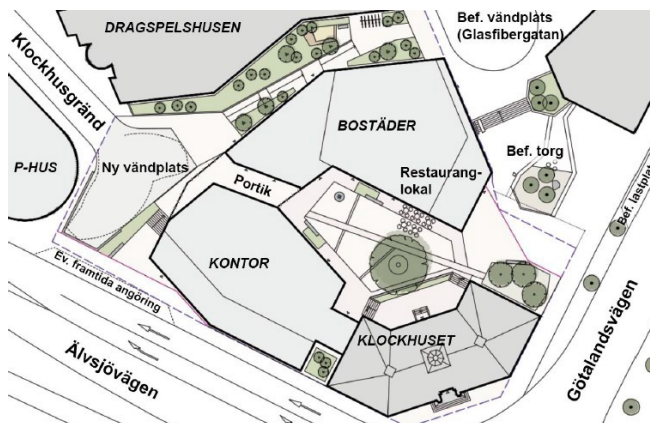 DRAGSPELSHUSEN
Bef. vändplats
(Glasfibergatan)
Klockhusgränd
BOSTÄDER
P-HUS
Ny vändplats
Restaurang-
lokal
Bef. torg
Portik
Bef. lastplats
KONTOR
Ev. framtida angöring
KLOCKHUSET
Älvsjövägen
Götalandsvägen